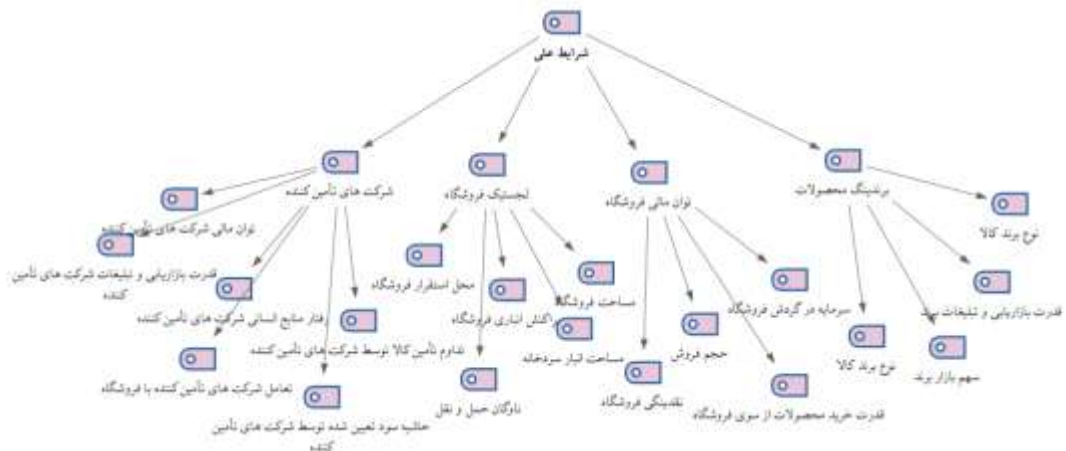 شرایط علی
برندینگ محصولات
توان مالی فروشگاه
لجستیک فروشگاه
شرکت های تأمین کننده
نوع برند کالا
قدرت بازاریابی و تبلیغات برند
سهم بازار برند
نوع برند کالا
سرمایه در گردش فروشگاه
قدرت خرید محصولات از سوی فروشگاه
حجم فروش
نقدینگی فروشگاه
مساحت فروشگاه
مساحت انبار سردخانه
راکنش انباری فروشگاه
ناوگان حمل و نقل
محل استقرار فروشگاه
تداوم تأمین کالا توسط شرکت های تأمین کننده
حاشیه سود تعیین شده توسط شرکت های تأمین
کننده
رفتار منابع انسانی شرکت های تأمین کننده
تعامل شرکت های تأمین کننده با فروشگاه
توان مالی شرکت های تأمین کننده
قدرت بازاریابی و تبلیغات شرکت های تأمین
کننده